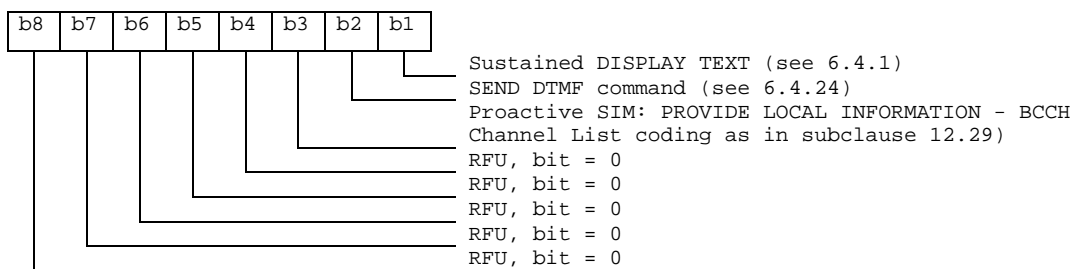 b8 b7 b6 b5 b4 b3 b2 b1
Sustained DISPLAY TEXT (see 6.4.1)
SEND DTMF command (see 6.4.24)
Proactive SIM: PROVIDE LOCAL INFORMATION - BCCH
Channel List coding as in subclause 12.29)
RFU, bit = 0
RFU, bit = 0
RFU, bit = 0
RFU, bit = 0
RFU, bit = 0